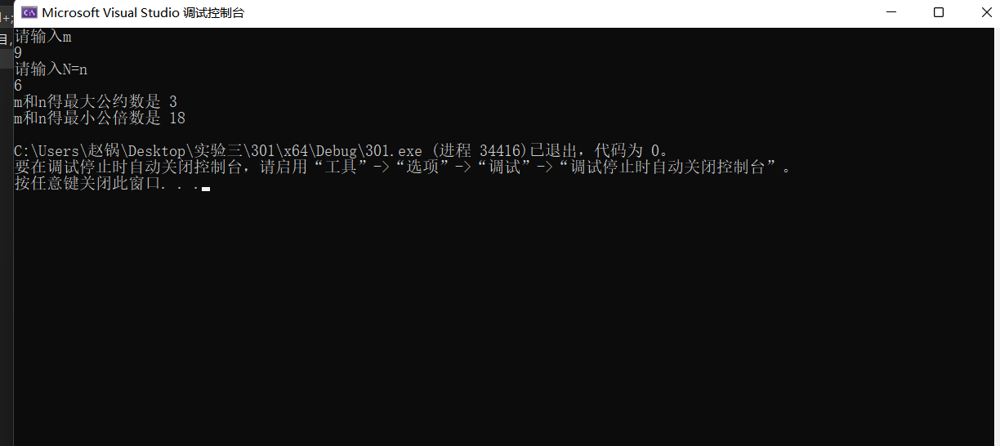 Microsoft Visual Studio 调试控制台
请输入m
9
请输入N=n
6
m和n得最大公约数是 3
m和n得最小公倍数是 18
C:\Users\赵锅\Desktop\实验三\301\x64\Debug\301.exe (进程 34416)已退出，代码为 0。
要在调试停止时自动关闭控制台，请启用“工具”->“选项”->“调试”->“调试停止时自动关闭控制台”。
按任意键关闭此窗口. . .